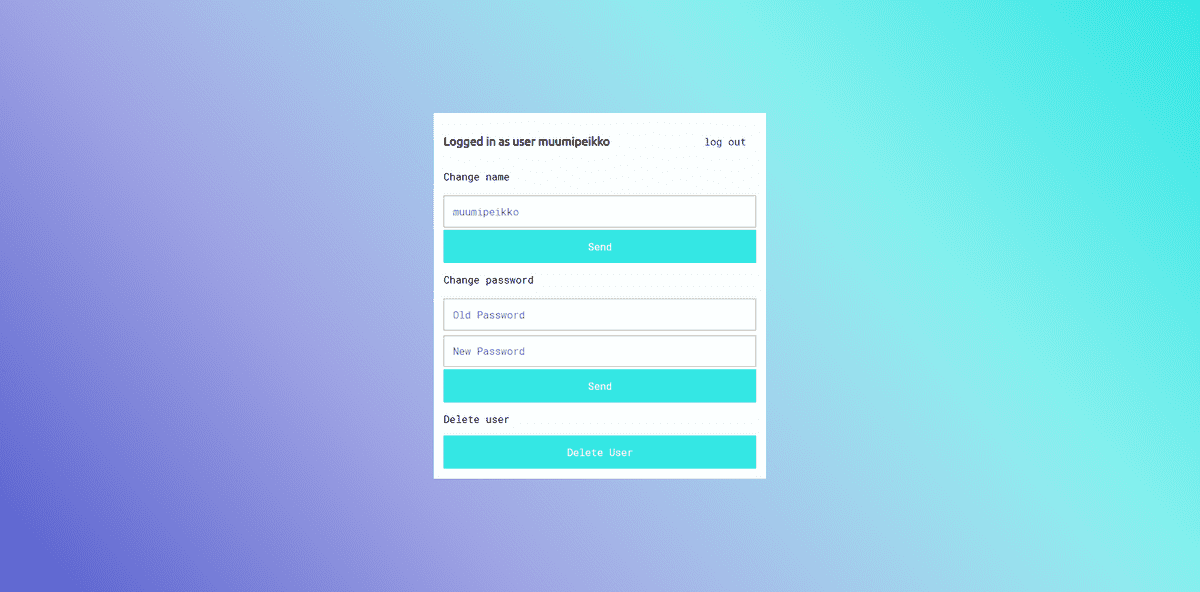 Logged in as user muumipeikko
log out
Change name
muumipeikko
Send
Change password
Old Password
New Password
Send
Delete user
Delete User